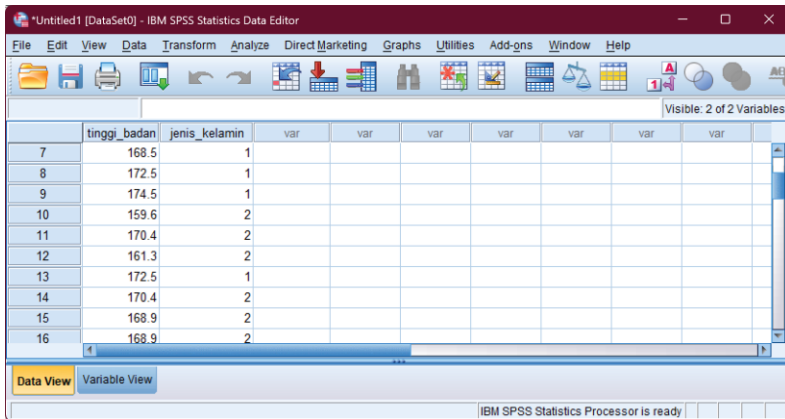 *Untitled1 [DataSet0] - IBM SPSS Statistics Data Editor
File Edit View Data Transform Analyze Direct Marketing Graphs Utilities Add-ons Window Help
Visible: 2 of 2 Variables
tinggi_badan jenis_kelamin var var var var var var var
7 168.5 1
8 172.5 1
9 174.5 1
10 159.6 2
11 170.4 2
12 161.3 2
13 172.5 1
14 170.4 2
15 168.9 2
16 168.9 2
Data View Variable View
IBM SPSS Statistics Processor is ready